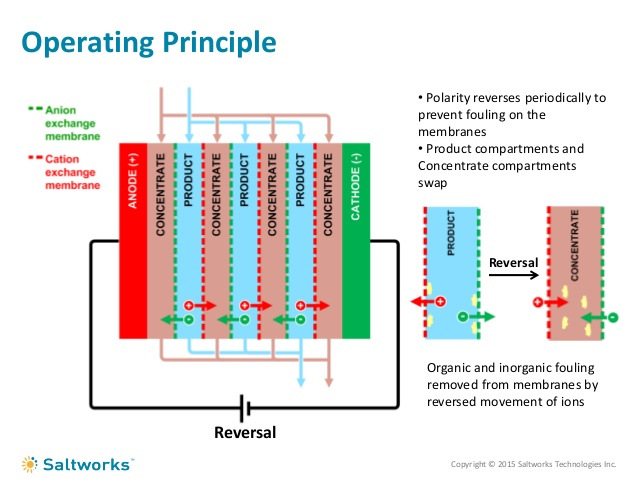 Operating Principle
Anion
exchange
membrane
Cation
exchange
membrane
ANODE (+)
CONCENTRATE
PRODUCT
CONCENTRATE
PRODUCT
CONCENTRATE
PRODUCT
CONCENTRATE
CATHODE (-)
+
+
+
-
-
-
Reversal
• Polarity reverses periodically to
prevent fouling on the
membranes
• Product compartments and
Concentrate compartments
swap
PRODUCT
Reversal
CONCENTRATE
+
-
+
-
Organic and inorganic fouling
removed from membranes by
reversed movement of ions
Saltworks™
Copyright © 2015 Saltworks Technologies Inc.